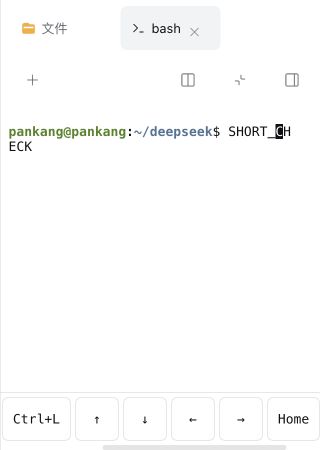 文件
>_ bash ×
+
pankang@pankang:~/deepseek$ SHORT_CH
ECK
Ctrl+L ↑ ↓ ← → Home